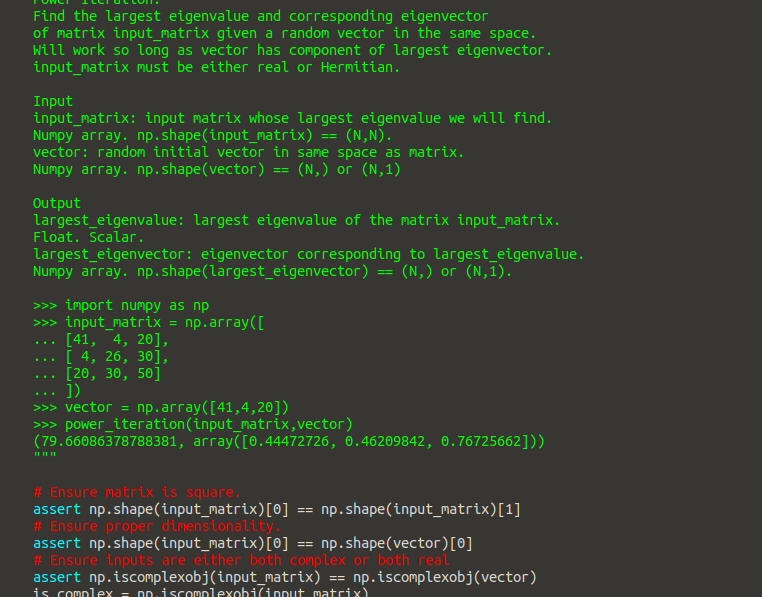 Power Iteration.
Find the largest eigenvalue and corresponding eigenvector
of matrix input_matrix given a random vector in the same space.
Will work so long as vector has component of largest eigenvector.
input_matrix must be either real or Hermitian.

Input
input_matrix: input matrix whose largest eigenvalue we will find.
Numpy array. np.shape(input_matrix) == (N,N).
vector: random initial vector in same space as matrix.
Numpy array. np.shape(vector) == (N,) or (N,1)

Output
largest_eigenvalue: largest eigenvalue of the matrix input_matrix.
Float. Scalar.
largest_eigenvector: eigenvector corresponding to largest_eigenvalue.
Numpy array. np.shape(largest_eigenvector) == (N,) or (N,1).

>>> import numpy as np
>>> input_matrix = np.array([
... [41,  4, 20],
... [ 4, 26, 30],
... [20, 30, 50]
... ])
>>> vector = np.array([41,4,20])
>>> power_iteration(input_matrix,vector)
(79.66086378788381, array([0.44472726, 0.46209842, 0.76725662]))
"""

# Ensure matrix is square.
assert np.shape(input_matrix)[0] == np.shape(input_matrix)[1]
# Ensure proper dimensionality.
assert np.shape(input_matrix)[0] == np.shape(vector)[0]
# Ensure inputs are either both complex or both real
assert np.iscomplexobj(input_matrix) == np.iscomplexobj(vector)
is_complex = np.iscomplexobj(input_matrix)